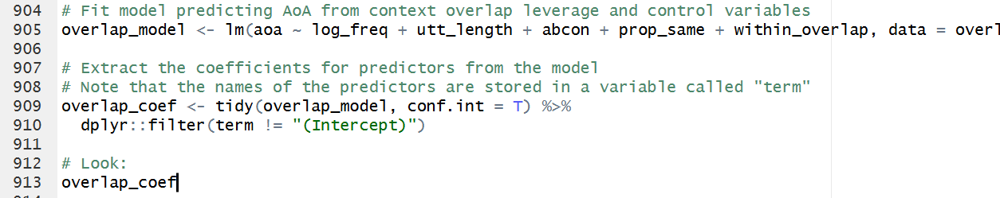 904 # Fit model predicting AoA from context overlap leverage and control variables
905 overlap_model <- lm(aoa ~ log_freq + utt_length + abcon + prop_same + within_overlap, data = overl
906
907 # Extract the coefficients for predictors from the model
908 # Note that the names of the predictors are stored in a variable called "term"
909 overlap_coef <- tidy(overlap_model, conf.int = T) %>%
910   dplyr::filter(term != "(Intercept)")
911
912 # Look:
913 overlap_coef